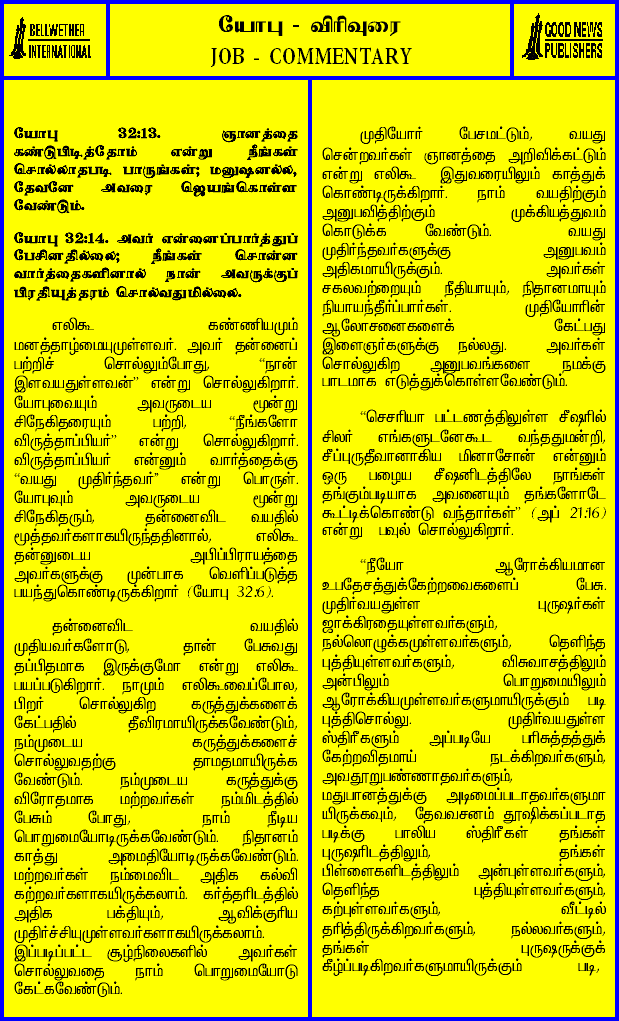 BELLWETHER
INTERNATIONAL
யோபு - விரிவுரை
JOB - COMMENTARY
GOOD NEWS
PUBLISHERS
யோபு 32:13. ஞானத்தை
கண்டுபிடித்தோம் என்று நீங்கள்
சொல்லாதபடி பாருங்கள்; மனுஷனல்ல,
தேவனே அவரை ஜெயங்கொள்ள
வேண்டும்.
யோபு 32:14. அவர் என்னைப்பார்த்துப்
பேசினதில்லை; நீங்கள் சொன்ன
வார்த்தைகளினால் நான் அவருக்குப்
பிரதியுத்தரம் சொல்வதுமில்லை.
எலிகூ கண்ணியமும்
மனத்தாழ்மையுமுள்ளவர். அவர் தன்னைப்
பற்றிச் சொல்லும்போது, “நான்
இளவயதுள்ளவன்” என்று சொல்லுகிறார்.
யோபுவையும் அவருடைய மூன்று
சிநேகிதரையும் பற்றி, “நீங்களோ
விருத்தாப்பியர்” என்று சொல்லுகிறார்.
விருத்தாப்பியர் என்னும் வார்த்தைக்கு
“வயது முதிர்ந்தவர்” என்று பொருள்.
யோபுவும் அவருடைய மூன்று
சிநேகிதரும், தன்னைவிட வயதில்
மூத்தவர்களாகயிருந்ததினால், எலிகூ
தன்னுடைய அபிப்பிராயத்தை
அவர்களுக்கு முன்பாக வெளிப்படுத்த
பயந்துகொண்டிருக்கிறார் (யோபு 32:6).
தன்னைவிட வயதில்
முதியவர்களோடு, தான் பேசுவது
தப்பிதமாக இருக்குமோ என்று எலிகூ
பயப்படுகிறார். நாமும் எலிகூவைப்போல,
பிறர் சொல்லுகிற கருத்துக்களைக்
கேட்பதில் தீவிரமாயிருக்கவேண்டும்,
நம்முடைய கருத்துக்களைச்
சொல்லுவதற்கு தாமதமாயிருக்க
வேண்டும். நம்முடைய கருத்துக்கு
விரோதமாக மற்றவர்கள் நம்மிடத்தில்
பேசும் போது, நாம் நீடிய
பொறுமையோடிருக்கவேண்டும். நிதானம்
காத்து அமைதியோடிருக்கவேண்டும்.
மற்றவர்கள் நம்மைவிட அதிக கல்வி
கற்றவர்களாகயிருக்கலாம். கர்த்தரிடத்தில்
அதிக பக்தியும், ஆவிக்குரிய
முதிர்ச்சியுமுள்ளவர்களாகயிருக்கலாம்.
இப்படிப்பட்ட சூழ்நிலைகளில் அவர்கள்
சொல்லுவதை நாம் பொறுமையோடு
கேட்கவேண்டும்.
முதியோர் பேசமட்டும், வயது
சென்றவர்கள் ஞானத்தை அறிவிக்கட்டும்
என்று எலிகூ இதுவரையிலும் காத்துக்
கொண்டிருக்கிறார். நாம் வயதிற்கும்
அனுபவித்திற்கும் முக்கியத்துவம்
கொடுக்க வேண்டும். வயது
முதிர்ந்தவர்களுக்கு அனுபவம்
அதிகமாயிருக்கும். அவர்கள்
சகலவற்றையும் நீதியாயும், நிதானமாயும்
நியாயந்தீர்ப்பார்கள். முதியோரின்
ஆலோசனைகளைக் கேட்பது
இளைஞர்களுக்கு நல்லது. அவர்கள்
சொல்லுகிற அனுபவங்களை நமக்கு
பாடமாக எடுத்துக்கொள்ளவேண்டும்.
“செசரியா பட்டணத்திலுள்ள சீஷரில்
சிலர் எங்களுடனேகூட வந்ததுமன்றி,
சீப்புருதீவானாகிய மினாசோன் என்னும்
ஒரு பழைய சீஷனிடத்திலே நாங்கள்
தங்கும்படியாக அவனையும் தங்களோடே
கூட்டிக்கொண்டு வந்தார்கள்” (அப் 21:16)
என்று பவுல் சொல்லுகிறார்.
“நீயோ ஆரோக்கியமான
உபதேசத்துக்கேற்றவைகளைப் பேசு.
முதிர்வயதுள்ள புருஷர்கள்
ஜாக்கிரதையுள்ளவர்களும்,
நல்லொழுக்கமுள்ளவர்களும், தெளிந்த
புத்தியுள்ளவர்களும், விசுவாசத்திலும்
அன்பிலும் பொறுமையிலும்
ஆரோக்கியமுள்ளவர்களுமாயிருக்கும் படி
புத்திசொல்லு. முதிர்வயதுள்ள
ஸ்திரீகளும் அப்படியே பரிசுத்தத்துக்
கேற்றவிதமாய் நடக்கிறவர்களும்,
அவதூறுபண்ணாதவர்களும்,
மதுபானத்துக்கு அடிமைப்படாதவர்களுமா
யிருக்கவும், தேவவசனம் தூஷிக்கப்படாத
படிக்கு பாலிய ஸ்திரீகள் தங்கள்
புருஷரிடத்திலும், தங்கள்
பிள்ளைகளிடத்திலும் அன்புள்ளவர்களும்,
தெளிந்த புத்தியுள்ளவர்களும்,
கற்புள்ளவர்களும், வீட்டில்
தரித்திருக்கிறவர்களும், நல்லவர்களும்,
தங்கள் புருஷருக்குக்
கீழ்ப்படிகிறவர்களுமாயிருக்கும் படி,